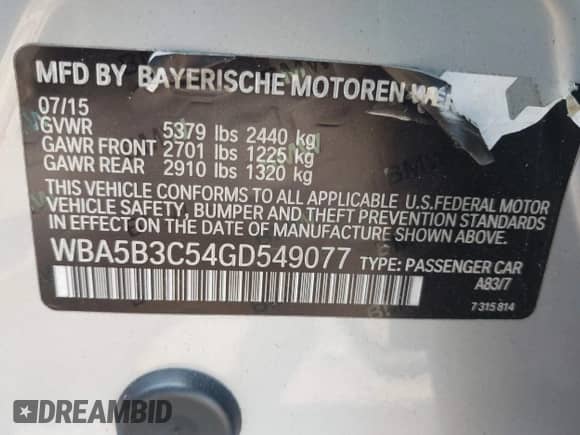 MFD BY BAYERISCHE MOTOREN WER
07/15
GVWR 5379 lbs 2440 kg
GAWR FRONT 2701 lbs 1225 kg
GAWR REAR 2910 lbs 1320 kg
THIS VEHICLE CONFORMS TO ALL APPLICABLE U.S.FEDERAL MOTOR
VEHICLE SAFETY, BUMPER AND THEFT PREVENTION STANDARDS
IN EFFECT ON THE DATE OF MANUFACTURE SHOWN ABOVE.
WBA5B3C54GD549077 TYPE: PASSENGER CAR
A83/7
7 315 814
DREAMBID